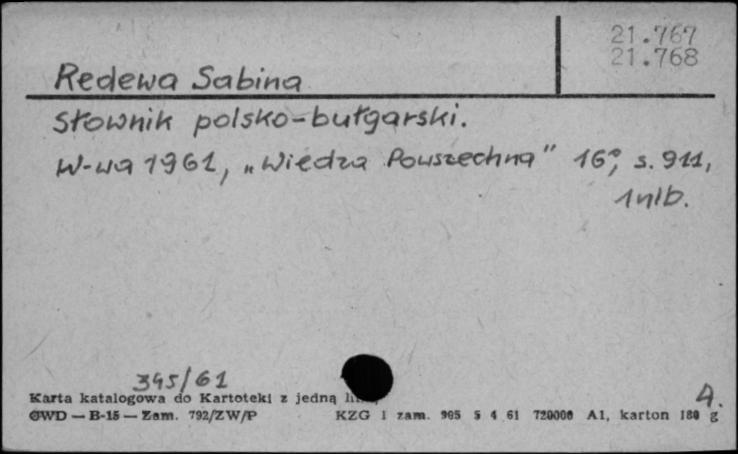 21.767
21.768
Redewa Sabina
Słownik polsko-bułgarski.
W-wa 1961, „Wiedza Powszechna" 16°, s. 911,
1 nlb.
345/61
Karta katalogowa do Kartoteki z jedną
4.
ØWD — B-15 — Zam. 792/ZW/P KZG 1 zam. 905 5 4 61 720000 A1, karton 180 g